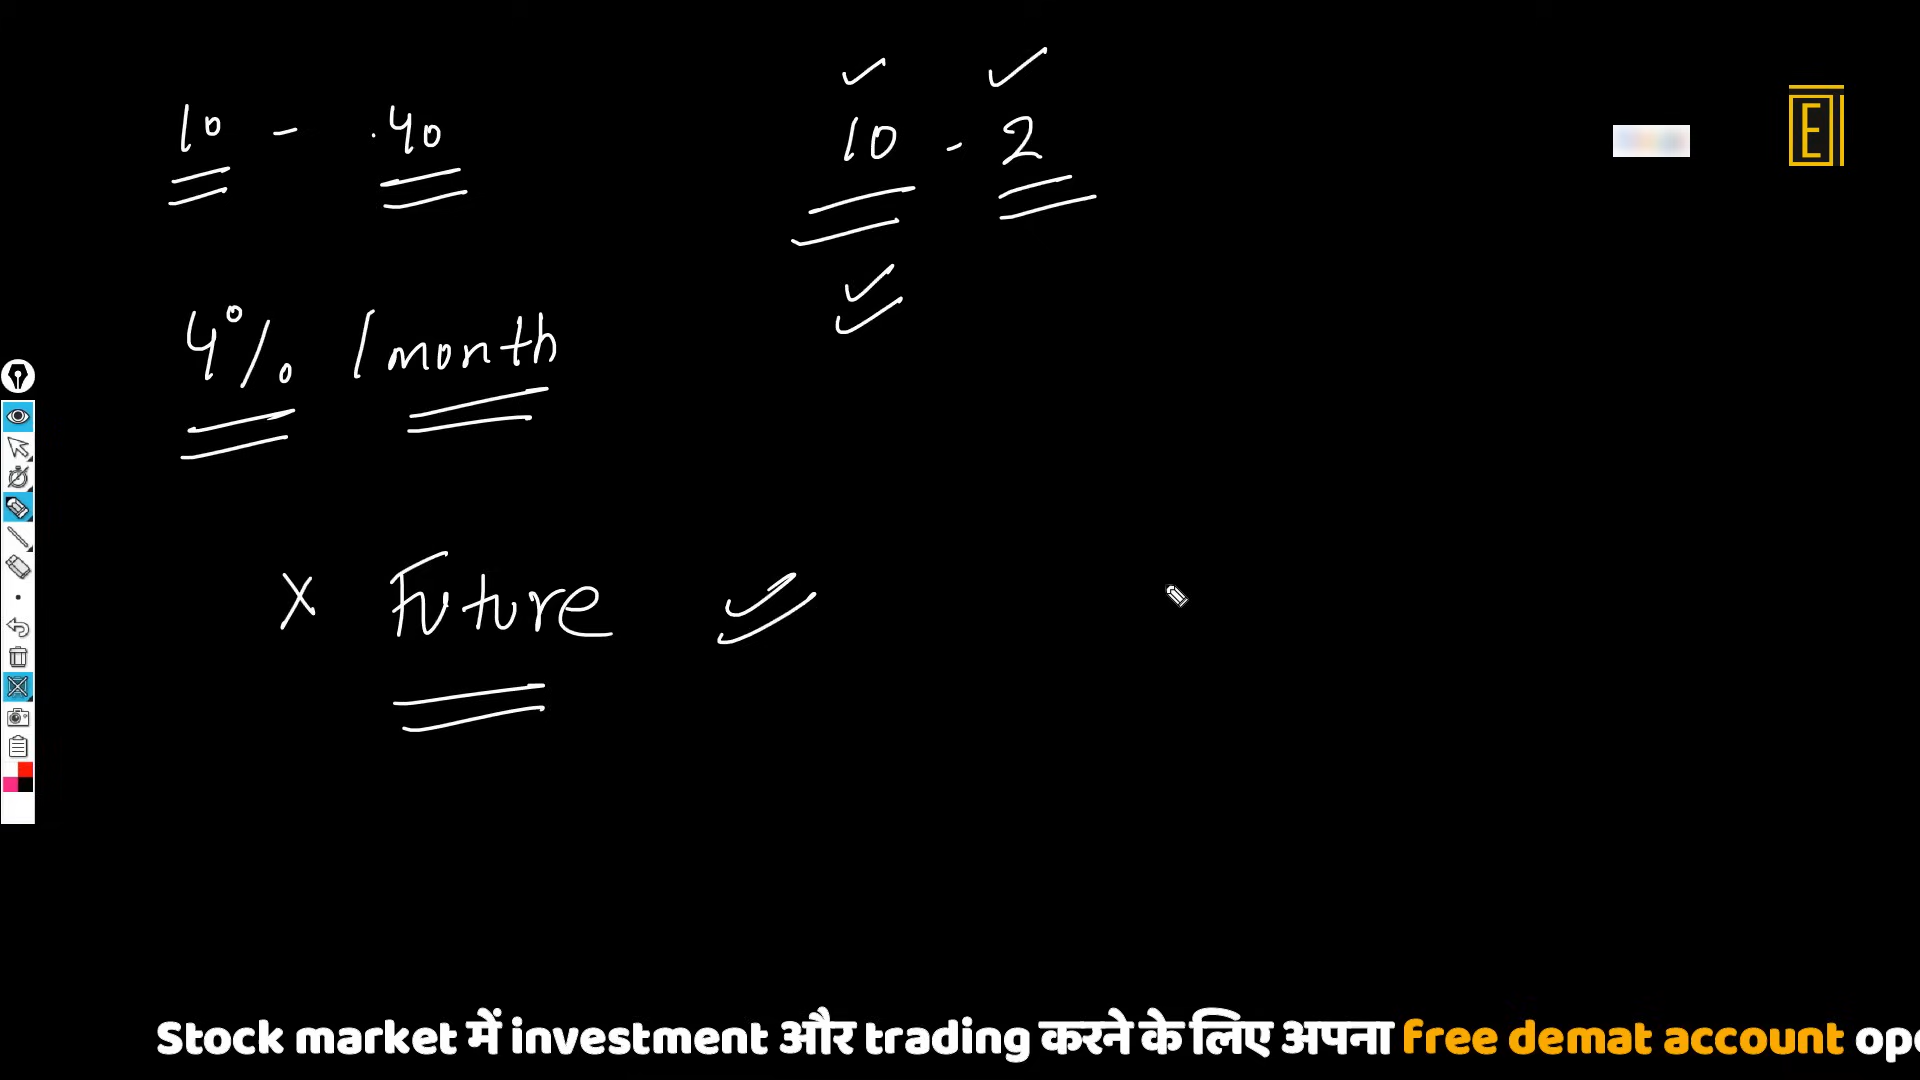 10 - .40
10 - 2
4% / month
x Future
E
Stock market में investment और trading करने के लिए अपना free demat account ope